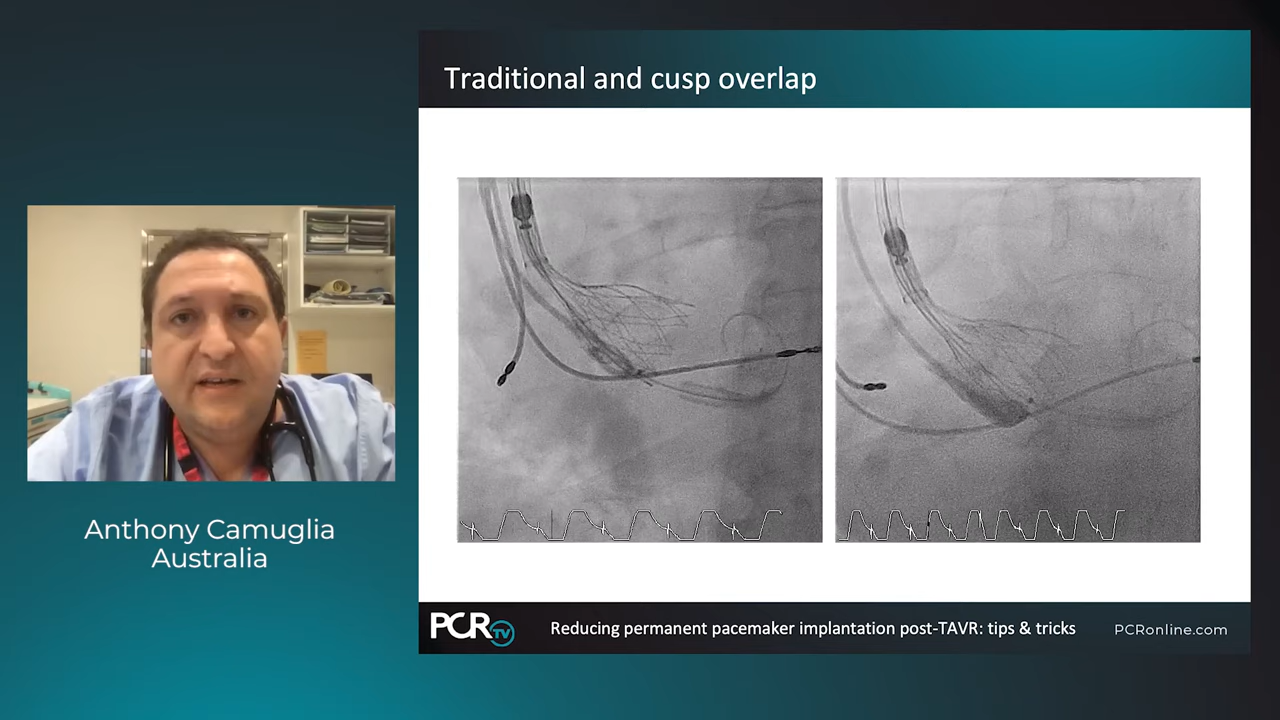 Traditional and cusp overlap
Anthony Camuglia
Australia
PCR TV
Reducing permanent pacemaker implantation post-TAVR: tips & tricks
PCRonline.com